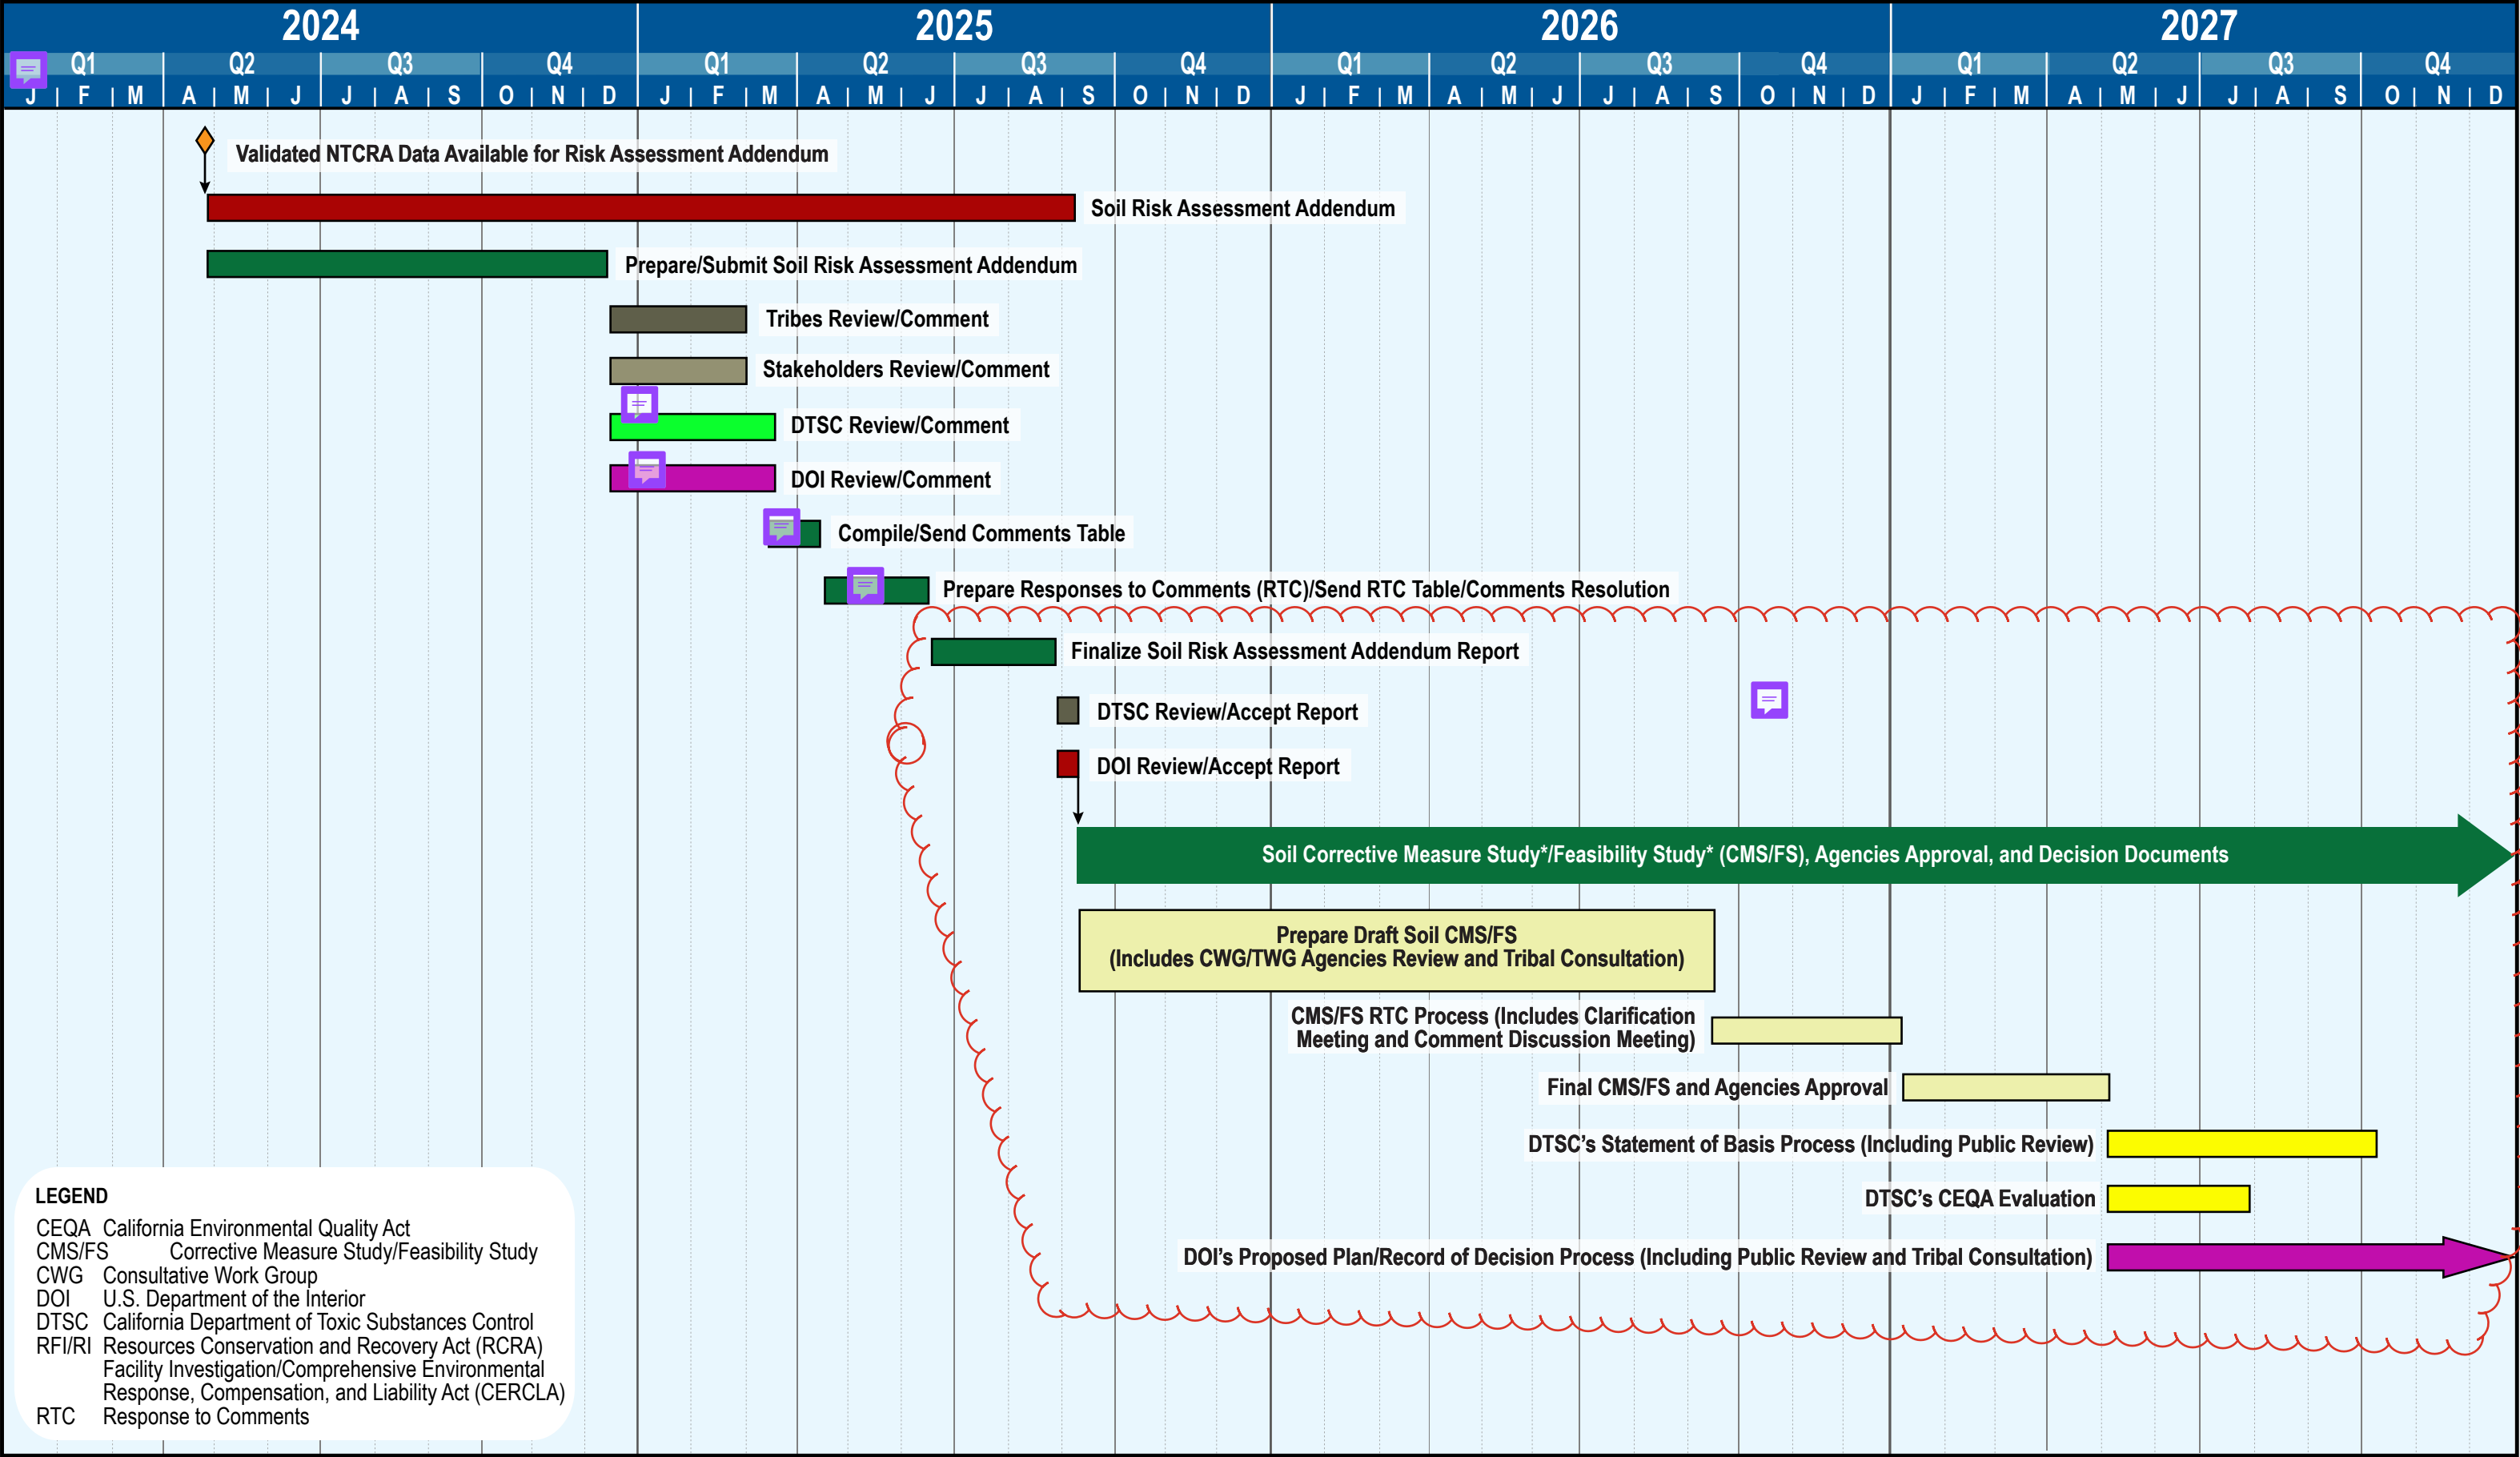 2024 2025 2026 2027
Q1 Q2 Q3 Q4 Q1 Q2 Q3 Q4 Q1 Q2 Q3 Q4 Q1 Q2 Q3 Q4
J F M A M J J A S O N D J F M A M J J A S O N D J F M A M J J A S O N D J F M A M J J A S O N D
Validated NTCRA Data Available for Risk Assessment Addendum
Soil Risk Assessment Addendum
Prepare/Submit Soil Risk Assessment Addendum
Tribes Review/Comment
Stakeholders Review/Comment
DTSC Review/Comment
DOI Review/Comment
Compile/Send Comments Table
Prepare Responses to Comments (RTC)/Send RTC Table/Comments Resolution
Finalize Soil Risk Assessment Addendum Report
DTSC Review/Accept Report
DOI Review/Accept Report
Soil Corrective Measure Study*/Feasibility Study* (CMS/FS), Agencies Approval, and Decision Documents
Prepare Draft Soil CMS/FS
(Includes CWG/TWG Agencies Review and Tribal Consultation)
CMS/FS RTC Process (Includes Clarification
Meeting and Comment Discussion Meeting)
Final CMS/FS and Agencies Approval
DTSC’s Statement of Basis Process (Including Public Review)
DTSC’s CEQA Evaluation
DOI’s Proposed Plan/Record of Decision Process (Including Public Review and Tribal Consultation)
LEGEND
CEQA California Environmental Quality Act
CMS/FS Corrective Measure Study/Feasibility Study
CWG Consultative Work Group
DOI U.S. Department of the Interior
DTSC California Department of Toxic Substances Control
RFI/RI Resources Conservation and Recovery Act (RCRA)
Facility Investigation/Comprehensive Environmental
Response, Compensation, and Liability Act (CERCLA)
RTC Response to Comments